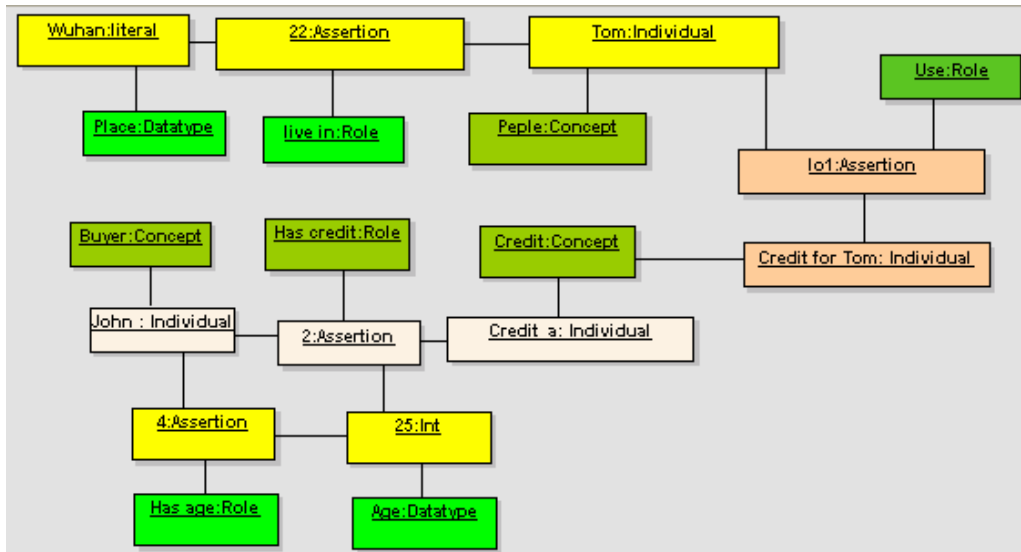 Wuhan:literal
22:Assertion
Tom:Individual
Use:Role
Place:Datatype
live in:Role
Peple:Concept
Io1:Assertion
Buyer:Concept
Has credit:Role
Credit:Concept
Credit for Tom: Individual
John : Individual
2:Assertion
Credit a: Individual
4:Assertion
25:Int
Has age:Role
Age:Datatype